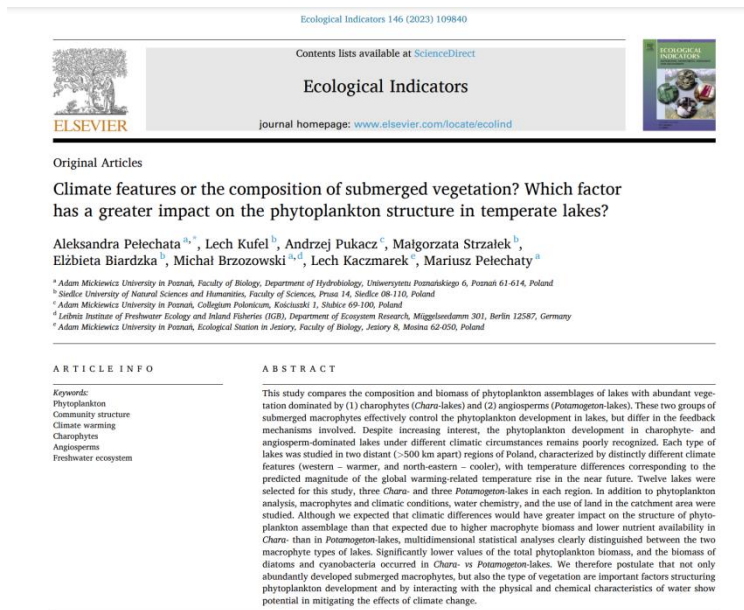 Ecological Indicators 146 (2023) 109840
Contents lists available at ScienceDirect
Ecological Indicators
journal homepage: www.elsevier.com/locate/ecolind
ELSEVIER
ECOLOGICAL
INDICATORS
Original Articles
Climate features or the composition of submerged vegetation? Which factor
has a greater impact on the phytoplankton structure in temperate lakes?
Aleksandra Pełechata a,*, Lech Kufel b, Andrzej Pukacz c, Małgorzata Strzałek b,
Elżbieta Biardzka b, Michał Brzozowski a,d, Lech Kaczmarek e, Mariusz Pełechaty a
a Adam Mickiewicz University in Poznań, Faculty of Biology, Department of Hydrobiology, Uniwersytetu Poznańskiego 6, Poznań 61-614, Poland
b Siedlce University of Natural Sciences and Humanities, Faculty of Sciences, Prusa 14, Siedlce 08-110, Poland
c Adam Mickiewicz University in Poznań, Collegium Polonicum, Kościuszki 1, Słubice 69-100, Poland
d Leibniz Institute of Freshwater Ecology and Inland Fisheries (IGB), Department of Ecosystem Research, Müggelseedamm 301, Berlin 12587, Germany
e Adam Mickiewicz University in Poznań, Ecological Station in Jeziory, Faculty of Biology, Jeziory 8, Mosina 62-050, Poland
ARTICLE INFO
Keywords:
Phytoplankton
Community structure
Climate warming
Charophytes
Angiosperms
Freshwater ecosystem
ABSTRACT
This study compares the composition and biomass of phytoplankton assemblages of lakes with abundant vege-
tation dominated by (1) charophytes (Chara-lakes) and (2) angiosperms (Potamogeton-lakes). These two groups of
submerged macrophytes effectively control the phytoplankton development in lakes, but differ in the feedback
mechanisms involved. Despite increasing interest, the phytoplankton development in charophyte- and
angiosperm-dominated lakes under different climatic circumstances remains poorly recognized. Each type of
lakes was studied in two distant (>500 km apart) regions of Poland, characterized by distinctly different climate
features (western – warmer, and north-eastern – cooler), with temperature differences corresponding to the
predicted magnitude of the global warming-related temperature rise in the near future. Twelve lakes were
selected for this study, three Chara- and three Potamogeton-lakes in each region. In addition to phytoplankton
analysis, macrophytes and climatic conditions, water chemistry, and the use of land in the catchment area were
studied. Although we expected that climatic differences would have greater impact on the structure of phyto-
plankton assemblage than that expected due to higher macrophyte biomass and lower nutrient availability in
Chara- than in Potamogeton-lakes, multidimensional statistical analyses clearly distinguished between the two
macrophyte types of lakes. Significantly lower values of the total phytoplankton biomass, and the biomass of
diatoms and cyanobacteria occurred in Chara- vs Potamogeton-lakes. We therefore postulate that not only
abundantly developed submerged macrophytes, but also the type of vegetation are important factors structuring
phytoplankton development and by interacting with the physical and chemical characteristics of water show
potential in mitigating the effects of climate change.